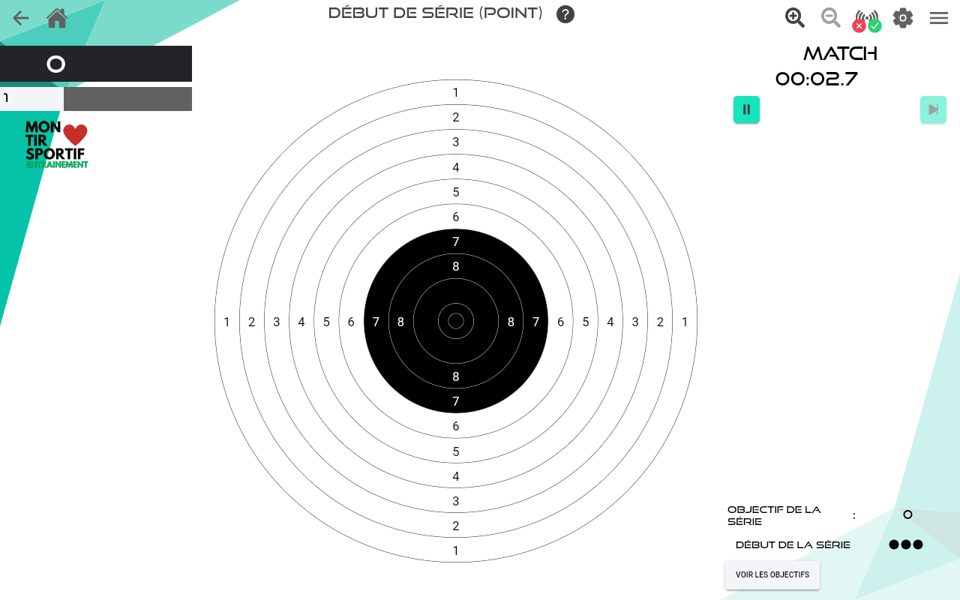 DÉBUT DE SÉRIE (POINT) ?
MATCH
00:02.7
0
1
MON
TIR
SPORTIF
ENTRAINEMENT
1
2
3
4
5
6
7
8
1 2 3 4 5 6 7 8 8 7 6 5 4 3 2 1
8
7
6
5
4
3
2
1
OBJECTIF DE LA SÉRIE : 0
DÉBUT DE LA SÉRIE
VOIR LES OBJECTIFS